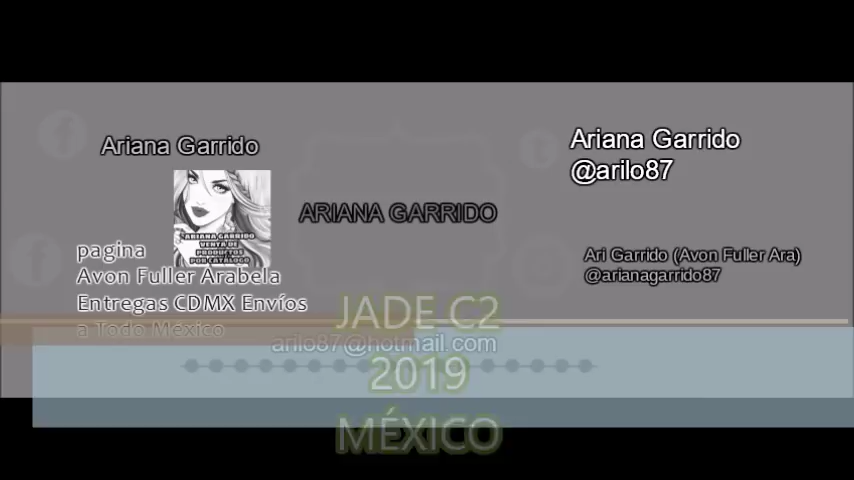 Ariana Garrido
ARIANA GARRIDO
VENTA DE
PRODUCTOS
POR CATÁLOGO
pagina
Avon Fuller Arabela
Entregas CDMX Envíos
a Todo México
ARIANA GARRIDO
Ariana Garrido
@arilo87
Ari Garrido (Avon Fuller Ara)
@arianagarrido87
arilo87@hotmail.com
JADE C2
2019
MÉXICO